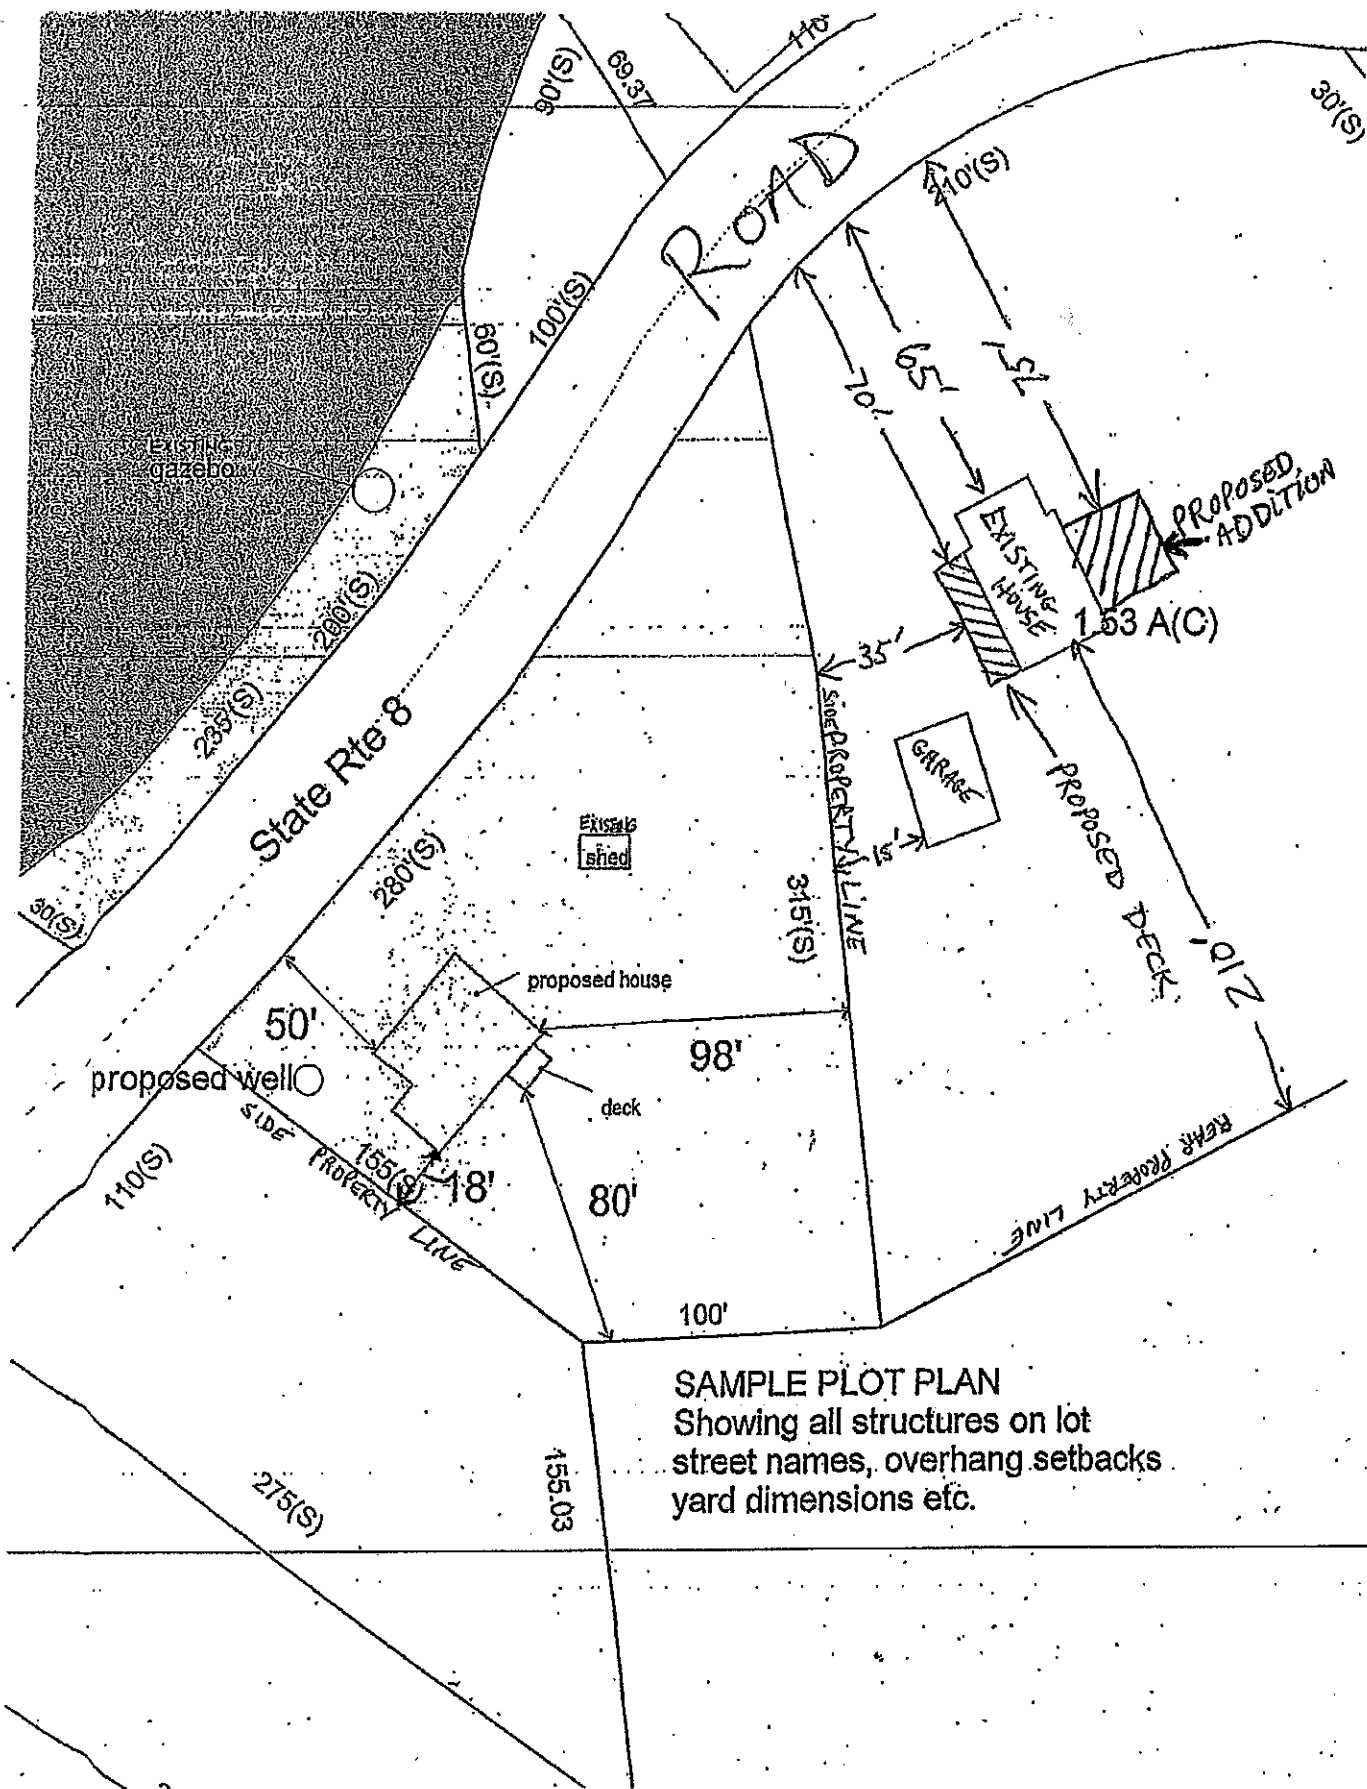 110'
69.37'
90'(S)
30'(S)
ROAD
210'(S)
100'(S)
60'(S)
65'
75'
70'
EXISTING
gazebo
PROPOSED
ADDITION
EXISTING
HOUSE
1.53 A(C)
200'(S)
35'
235'(S)
State Rte 8
SIDE PROPERTY LINE
GARAGE
15'
PROPOSED DECK
EXISTING
shed
280'(S)
315'(S)
30'(S)
210'
proposed house
50'
98'
proposed well
deck
SIDE PROPERTY LINE
155'(S)
18'
80'
110'(S)
REAR PROPERTY LINE
100'
SAMPLE PLOT PLAN
Showing all structures on lot
street names, overhang setbacks
yard dimensions etc.
155.03
275'(S)